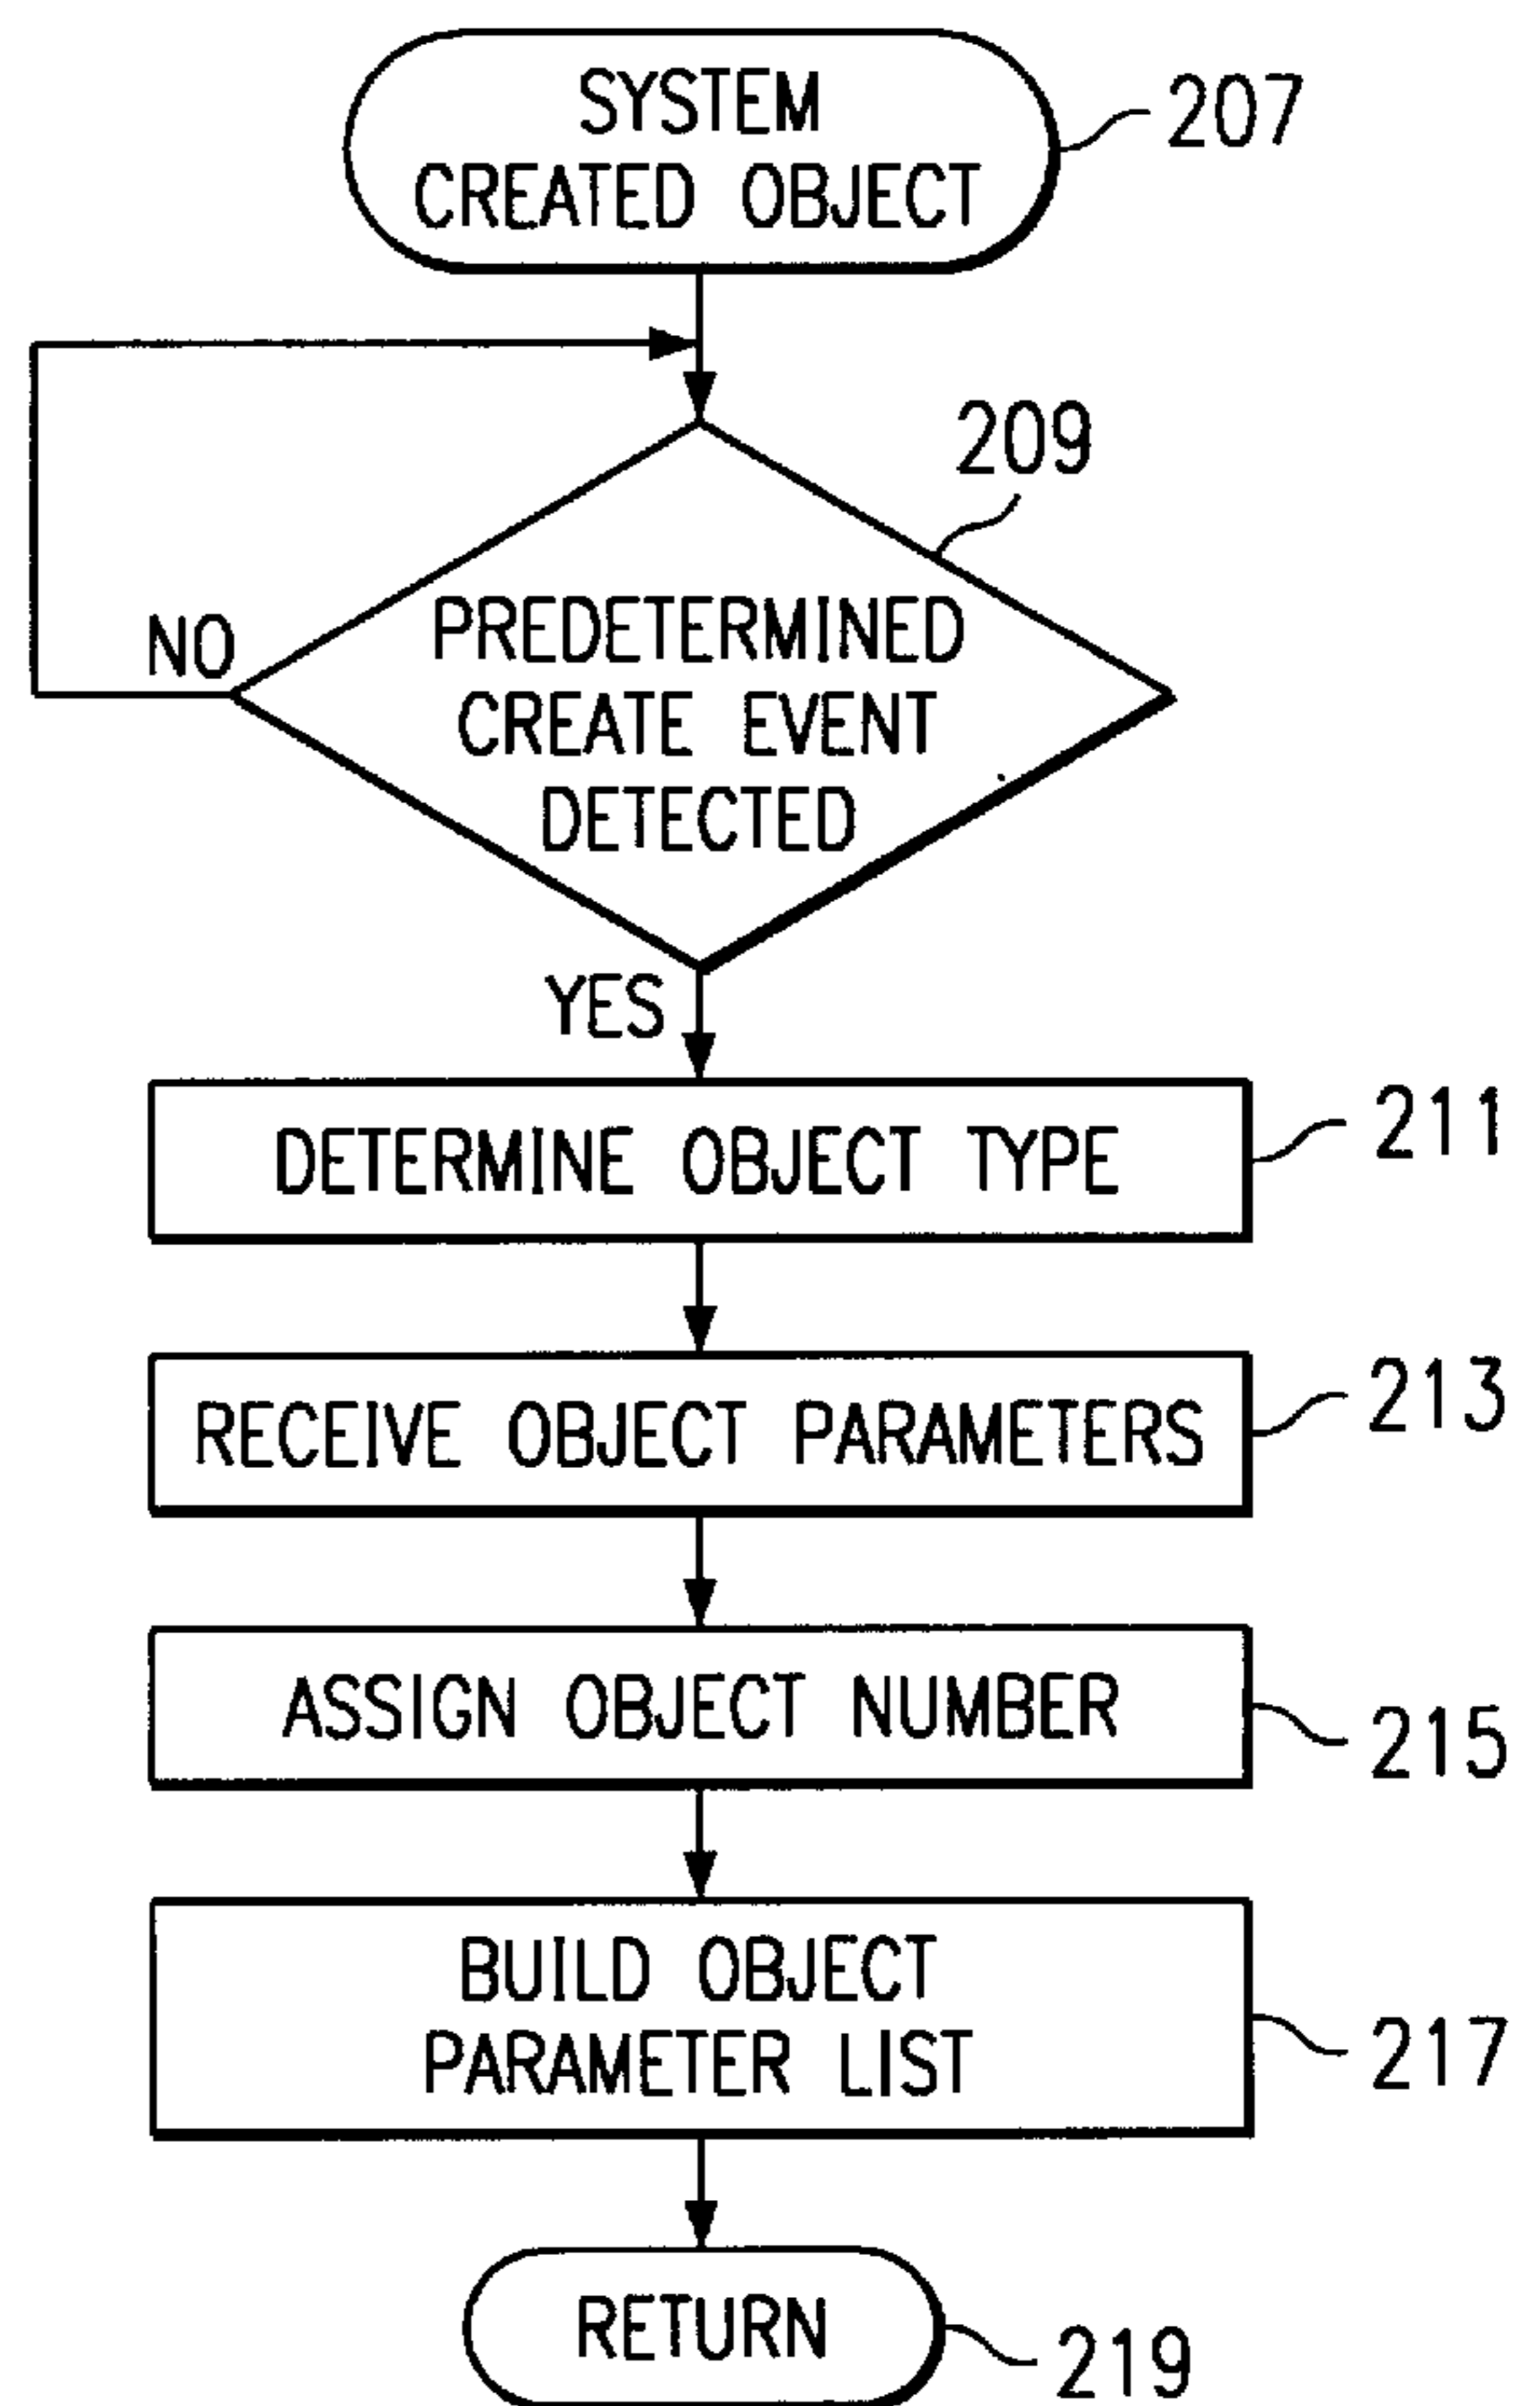 SYSTEM
CREATED OBJECT
207
209
PREDETERMINED
CREATE EVENT
DETECTED
NO
YES
DETERMINE OBJECT TYPE
211
RECEIVE OBJECT PARAMETERS
213
ASSIGN OBJECT NUMBER
215
BUILD OBJECT
PARAMETER LIST
217
RETURN
219